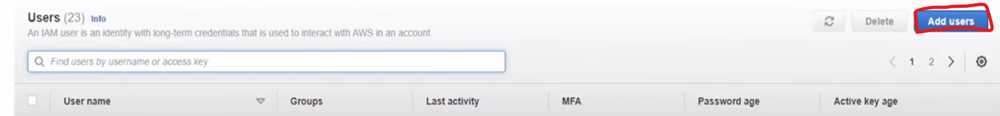 Users (23) Info
An IAM user is an identity with long-term credentials that is used to interact with AWS in an account.
Delete
Add users
Find users by username or access key
1 2
User name Groups Last activity MFA Password age Active key age